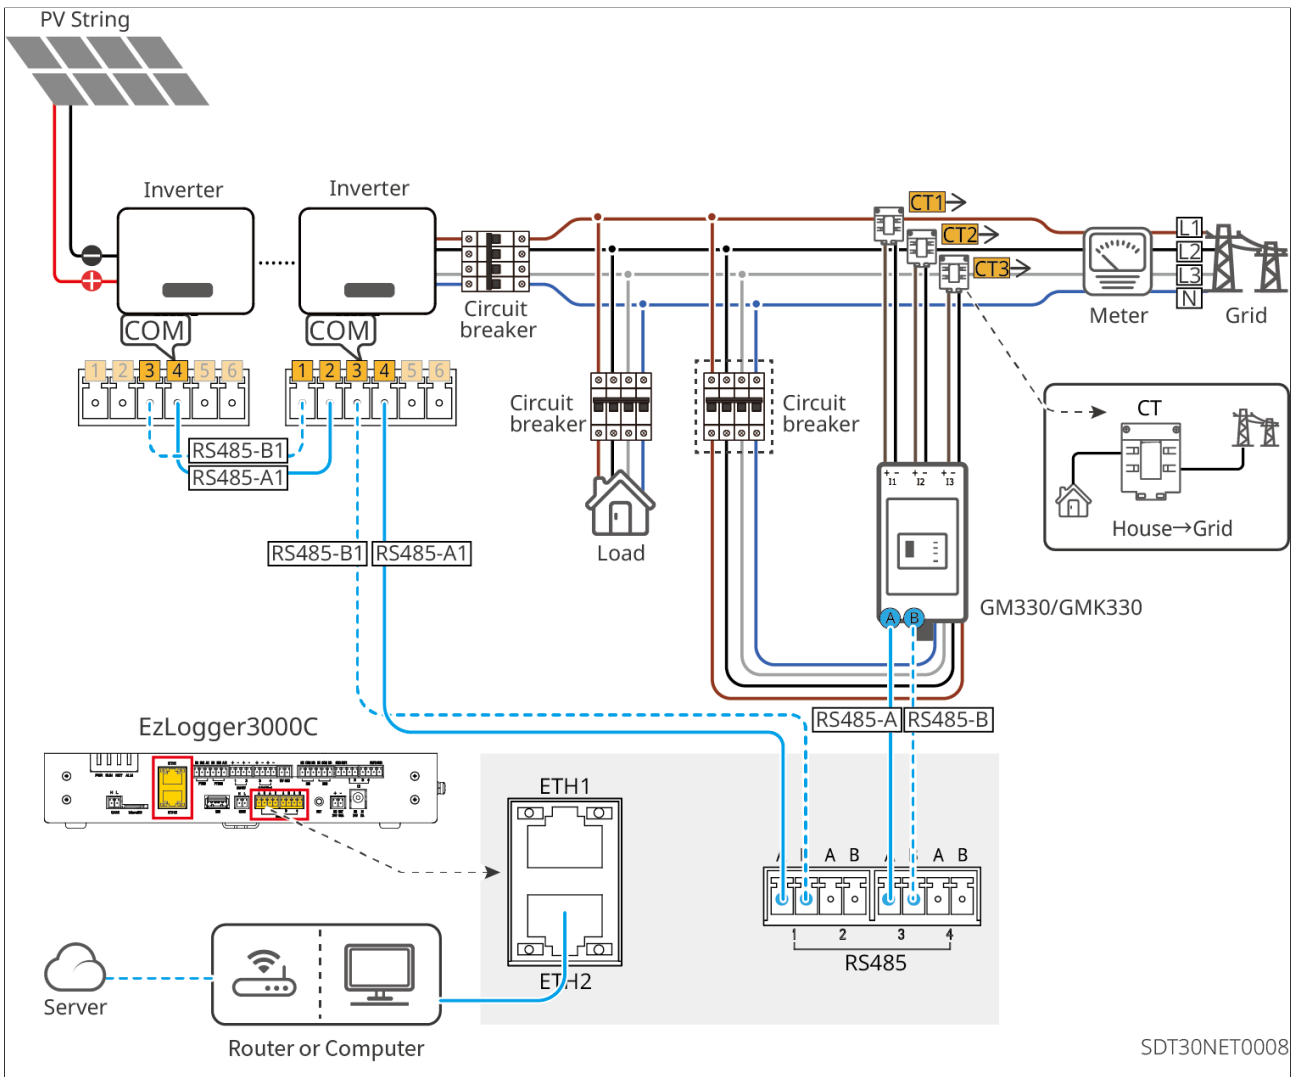 PV String
Inverter
Inverter
CT1
CT2
CT3
L1
L2
L3
N
COM
COM
Circuit
breaker
Meter
Grid
1 2 3 4 5 6
1 2 3 4 5 6
Circuit
breaker
Circuit
breaker
CT
House→Grid
RS485-B1
RS485-A1
+ - + - + -
I1 I2 I3
RS485-B1
RS485-A1
Load
GM330/GMK330
A B
RS485-A
RS485-B
EzLogger3000C
ETH1
ETH2
A B A B
1 2 3 4
RS485
Server
Router or Computer
SDT30NET0008